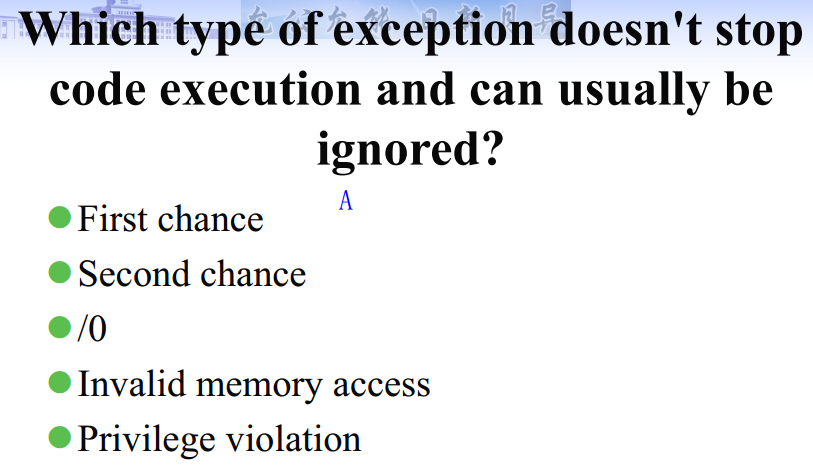 Which type of exception doesn't stop
code execution and can usually be
ignored?
A
First chance
Second chance
/0
Invalid memory access
Privilege violation